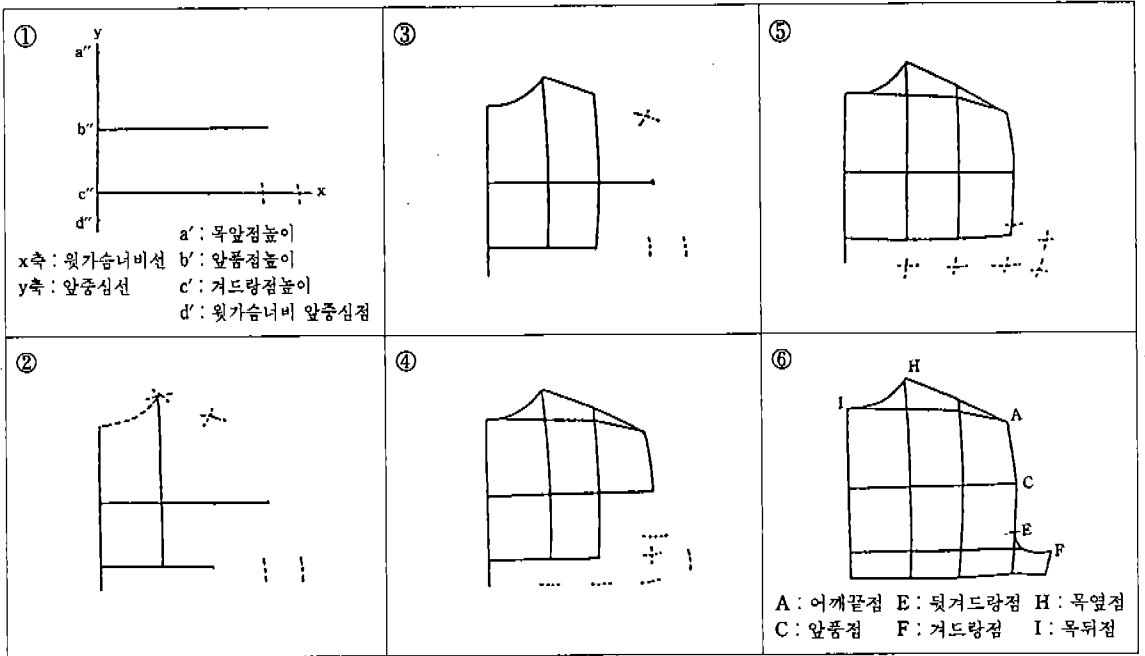 ①
y
a″
b″
c″
x
d″
a′ : 목앞점높이
x축 : 윗가슴너비선 b′ : 앞품점높이
y축 : 앞중심선 c′ : 겨드랑점높이
d′ : 윗가슴너비 앞중심점
②
③
④
⑤
⑥
H
I
A
C
E
F
A : 어깨끝점 E : 뒷겨드랑점 H : 목옆점
C : 앞품점 F : 겨드랑점 I : 목뒤점